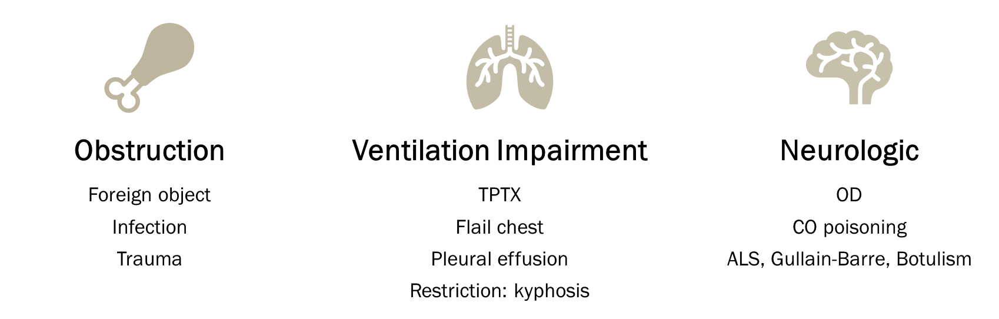 Obstruction
Foreign object
Infection
Trauma
Ventilation Impairment
TPTX
Flail chest
Pleural effusion
Restriction: kyphosis
Neurologic
OD
CO poisoning
ALS, Gullain-Barre, Botulism